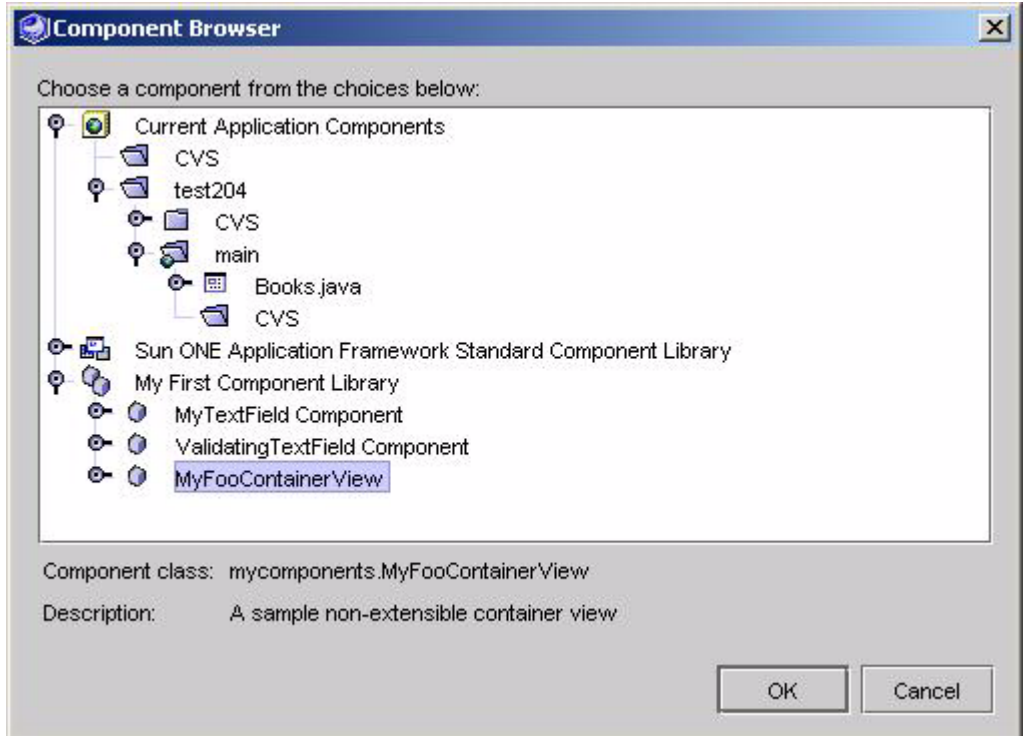 Component Browser
Choose a component from the choices below:
Current Application Components
CVS
test204
CVS
main
Books.java
CVS
Sun ONE Application Framework Standard Component Library
My First Component Library
MyTextField Component
ValidatingTextField Component
MyFooContainerView
Component class: mycomponents.MyFooContainerView
Description: A sample non-extensible container view
OK Cancel